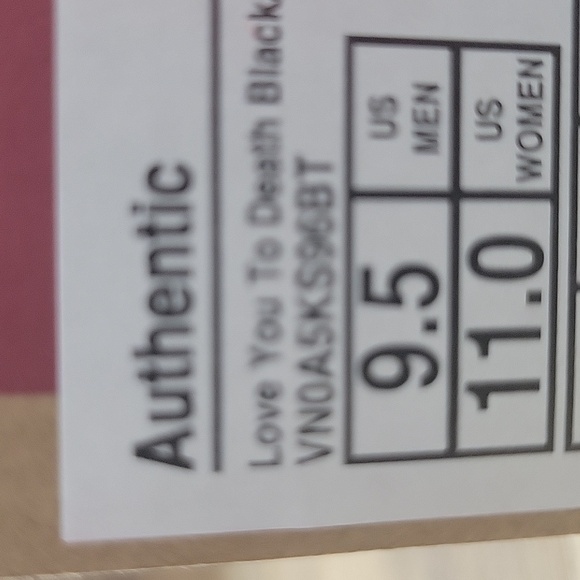 Authentic
Love You To Death Black
VN0A5KS96BT
US MEN 9.5
US WOMEN 11.0